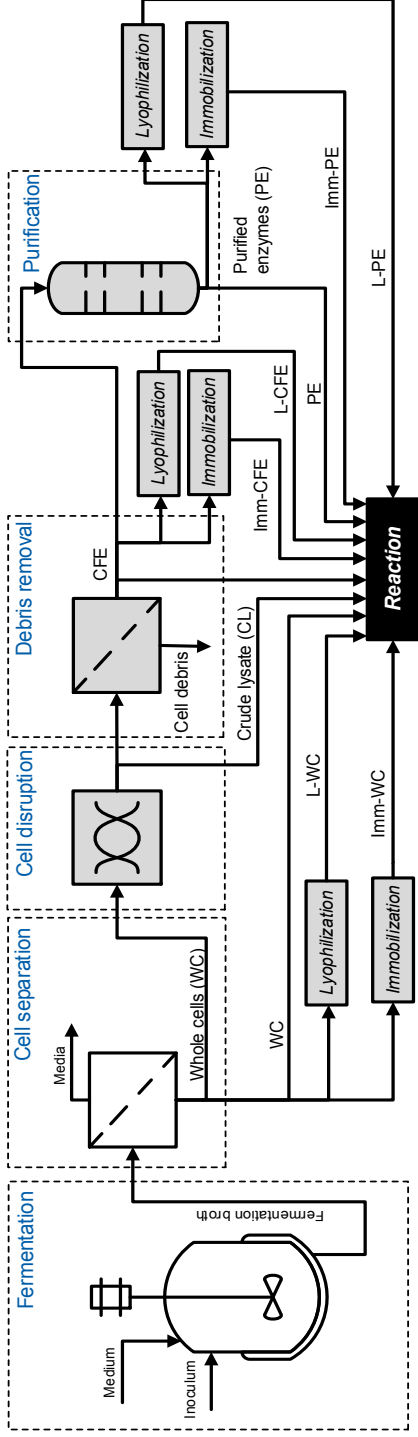 Fermentation
Medium
Inoculum
Fermentation broth
Cell separation
Media
Whole cells (WC)
Cell disruption
Debris removal
CFE
Cell debris
Crude lysate (CL)
Purification
Purified
enzymes (PE)
Lyophilization
Immobilization
Lyophilization
Immobilization
Lyophilization
Immobilization
WC
L-WC
Imm-WC
Imm-CFE
L-CFE
PE
Imm-PE
L-PE
Reaction